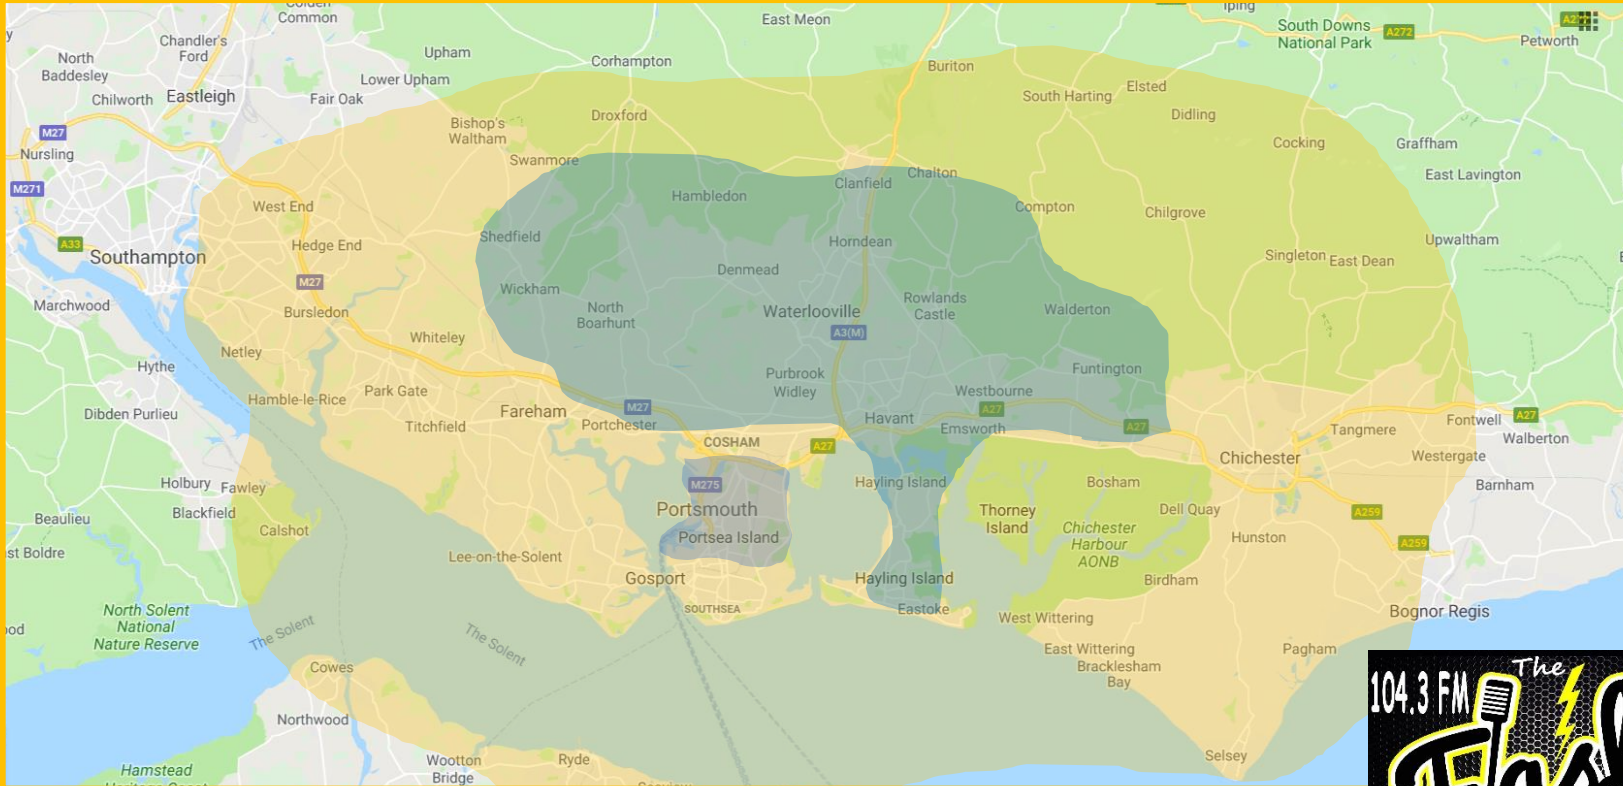 Common
East Meon
Iping
South Downs
National Park
A272
Petworth
Chandler's
Ford
North
Baddesley
Upham
Corhampton
Buriton
Lower Upham
Elsted
South Harting
Chilworth
Eastleigh
Fair Oak
Droxford
Didling
Bishop's
Waltham
M27
Cocking
Graffham
Nursling
Swanmore
East Lavington
M271
Clanfield
Chalton
Hambledon
West End
Compton
Chilgrove
A33
Hedge End
Shedfield
Horndean
Upwaltham
Southampton
Singleton
East Dean
Denmead
M27
Wickham
Marchwood
North
Boarhunt
Waterlooville
Rowlands
Castle
Walderton
Bursledon
A3(M)
Whiteley
Netley
Hythe
Purbrook
Widley
Funtington
Park Gate
Westbourne
Hamble-le-Rice
Dibden Purlieu
Fareham
M27
A27
A27
Titchfield
Portchester
Havant
Emsworth
A27
Fontwell
Walberton
Tangmere
COSHAM
A27
Chichester
Westergate
Holbury
Fawley
M275
Hayling Island
Bosham
Barnham
Blackfield
Beaulieu
Portsmouth
Thorney
Island
Dell Quay
A259
Calshot
Portsea Island
Chichester
Harbour
AONB
Hunston
A259
st Boldre
Lee-on-the-Solent
Gosport
Hayling Island
Birdham
North Solent
National
Nature Reserve
SOUTHSEA
Eastoke
West Wittering
Bognor Regis
The Solent
The Solent
East Wittering
Bracklesham
Bay
Pagham
Cowes
Northwood
Wootton
Bridge
Ryde
Selsey
Hamstead
104.3 FM
The